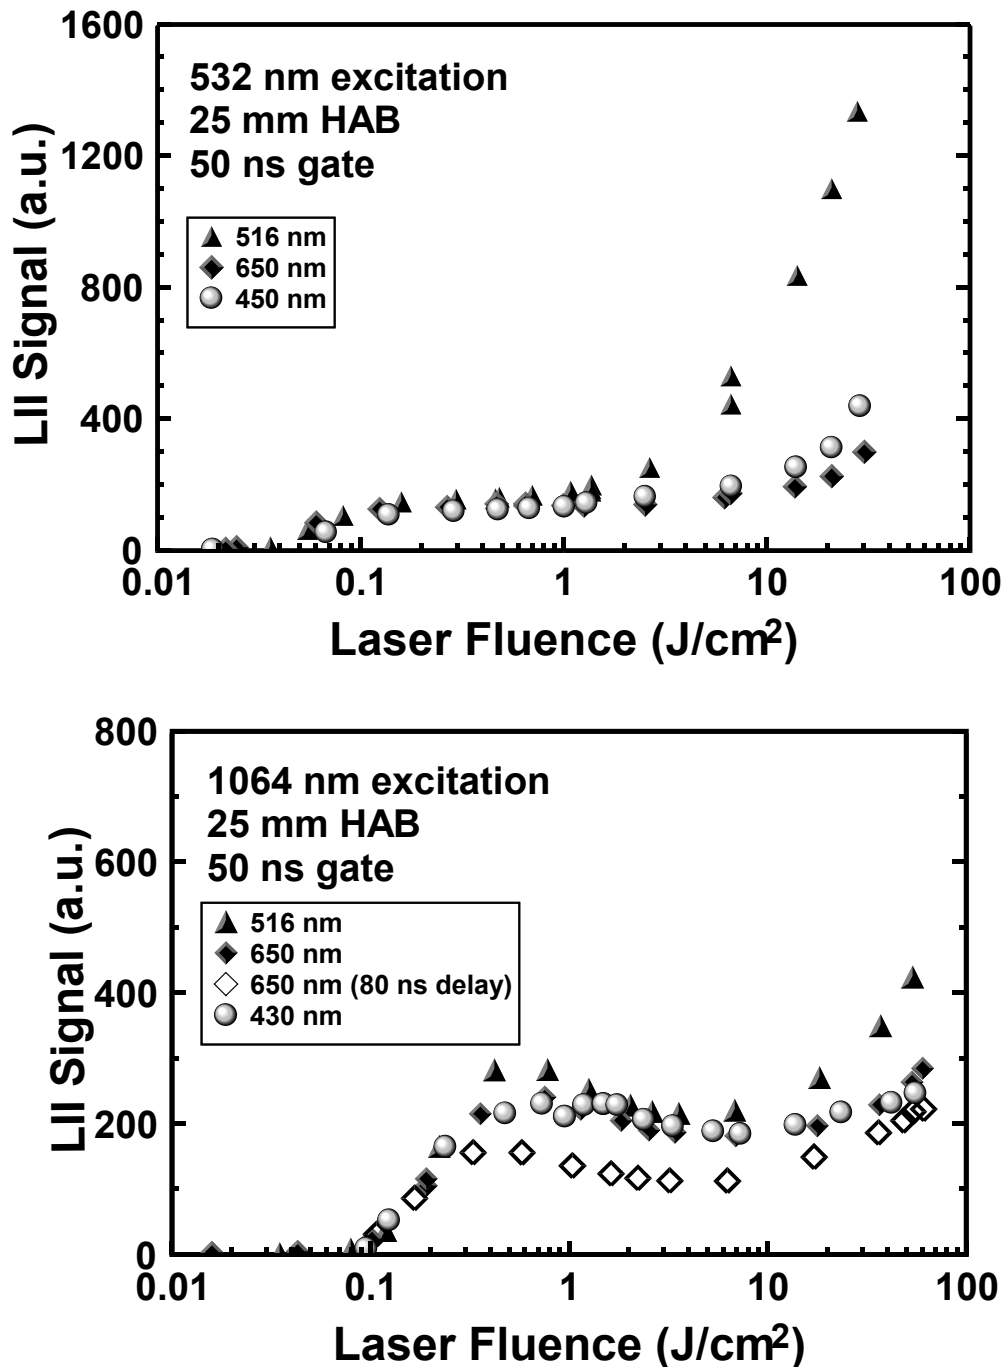 1600
1200
800
400
0
LII Signal (a.u.)
532 nm excitation
25 mm HAB
50 ns gate
516 nm
650 nm
450 nm
0.01
0.1
1
10
100
Laser Fluence (J/cm²)
800
600
400
200
0
LII Signal (a.u.)
1064 nm excitation
25 mm HAB
50 ns gate
516 nm
650 nm
650 nm (80 ns delay)
430 nm
0.01
0.1
1
10
100
Laser Fluence (J/cm²)